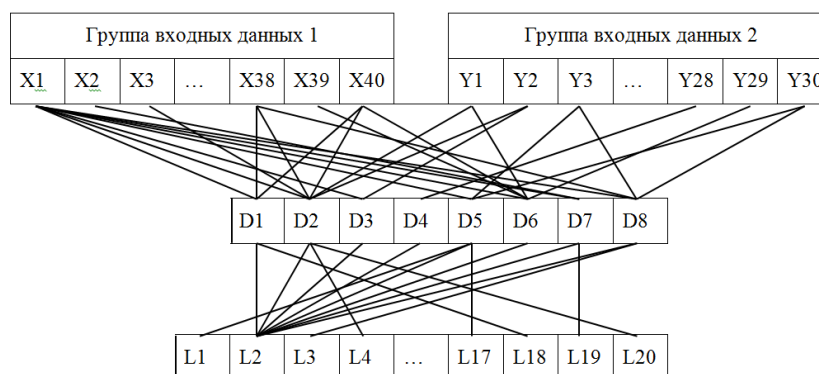 Группа входных данных 1 Группа входных данных 2
X1 X2 X3 … X38 X39 X40 Y1 Y2 Y3 … Y28 Y29 Y30
D1 D2 D3 D4 D5 D6 D7 D8
L1 L2 L3 L4 … L17 L18 L19 L20